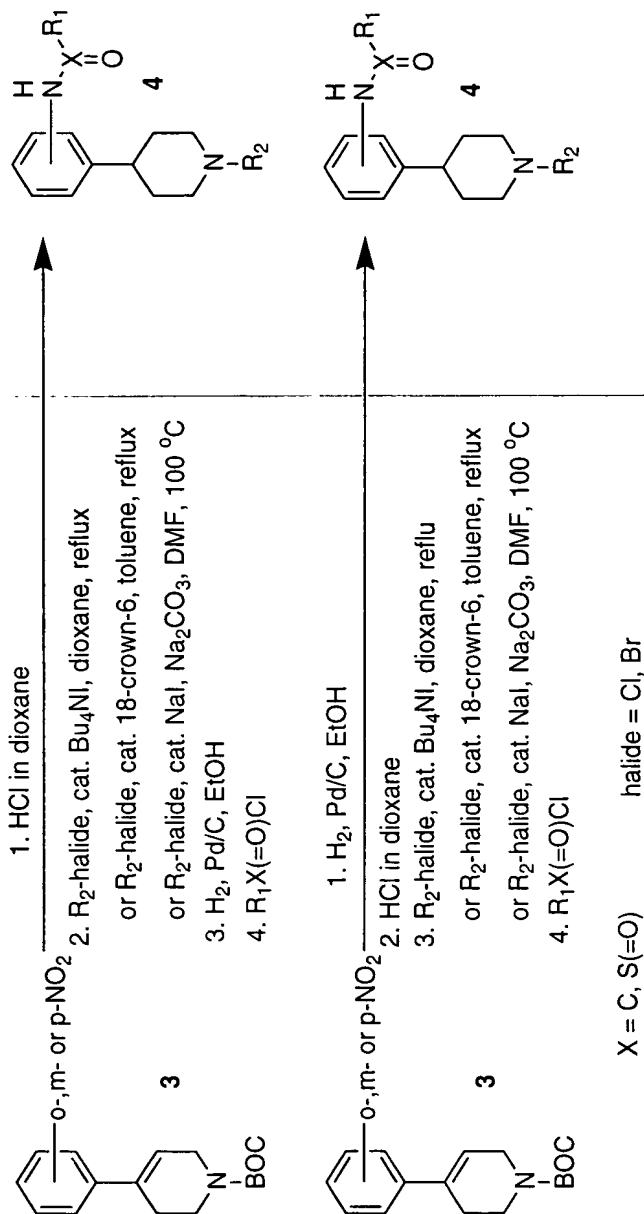 o-,m- or p-NO2
3
N
BOC
1. HCl in dioxane
2. R2-halide, cat. Bu4NI, dioxane, reflux
or R2-halide, cat. 18-crown-6, toluene, reflux
or R2-halide, cat. NaI, Na2CO3, DMF, 100 °C
3. H2, Pd/C, EtOH
4. R1X(=O)Cl
H
N
X=O
R1
4
N
R2
o-,m- or p-NO2
3
N
BOC
1. H2, Pd/C, EtOH
2. HCl in dioxane
3. R2-halide, cat. Bu4NI, dioxane, reflu
or R2-halide, cat. 18-crown-6, toluene, reflux
or R2-halide, cat. NaI, Na2CO3, DMF, 100 °C
4. R1X(=O)Cl
H
N
X=O
R1
4
N
R2
X = C, S(=O) halide = Cl, Br